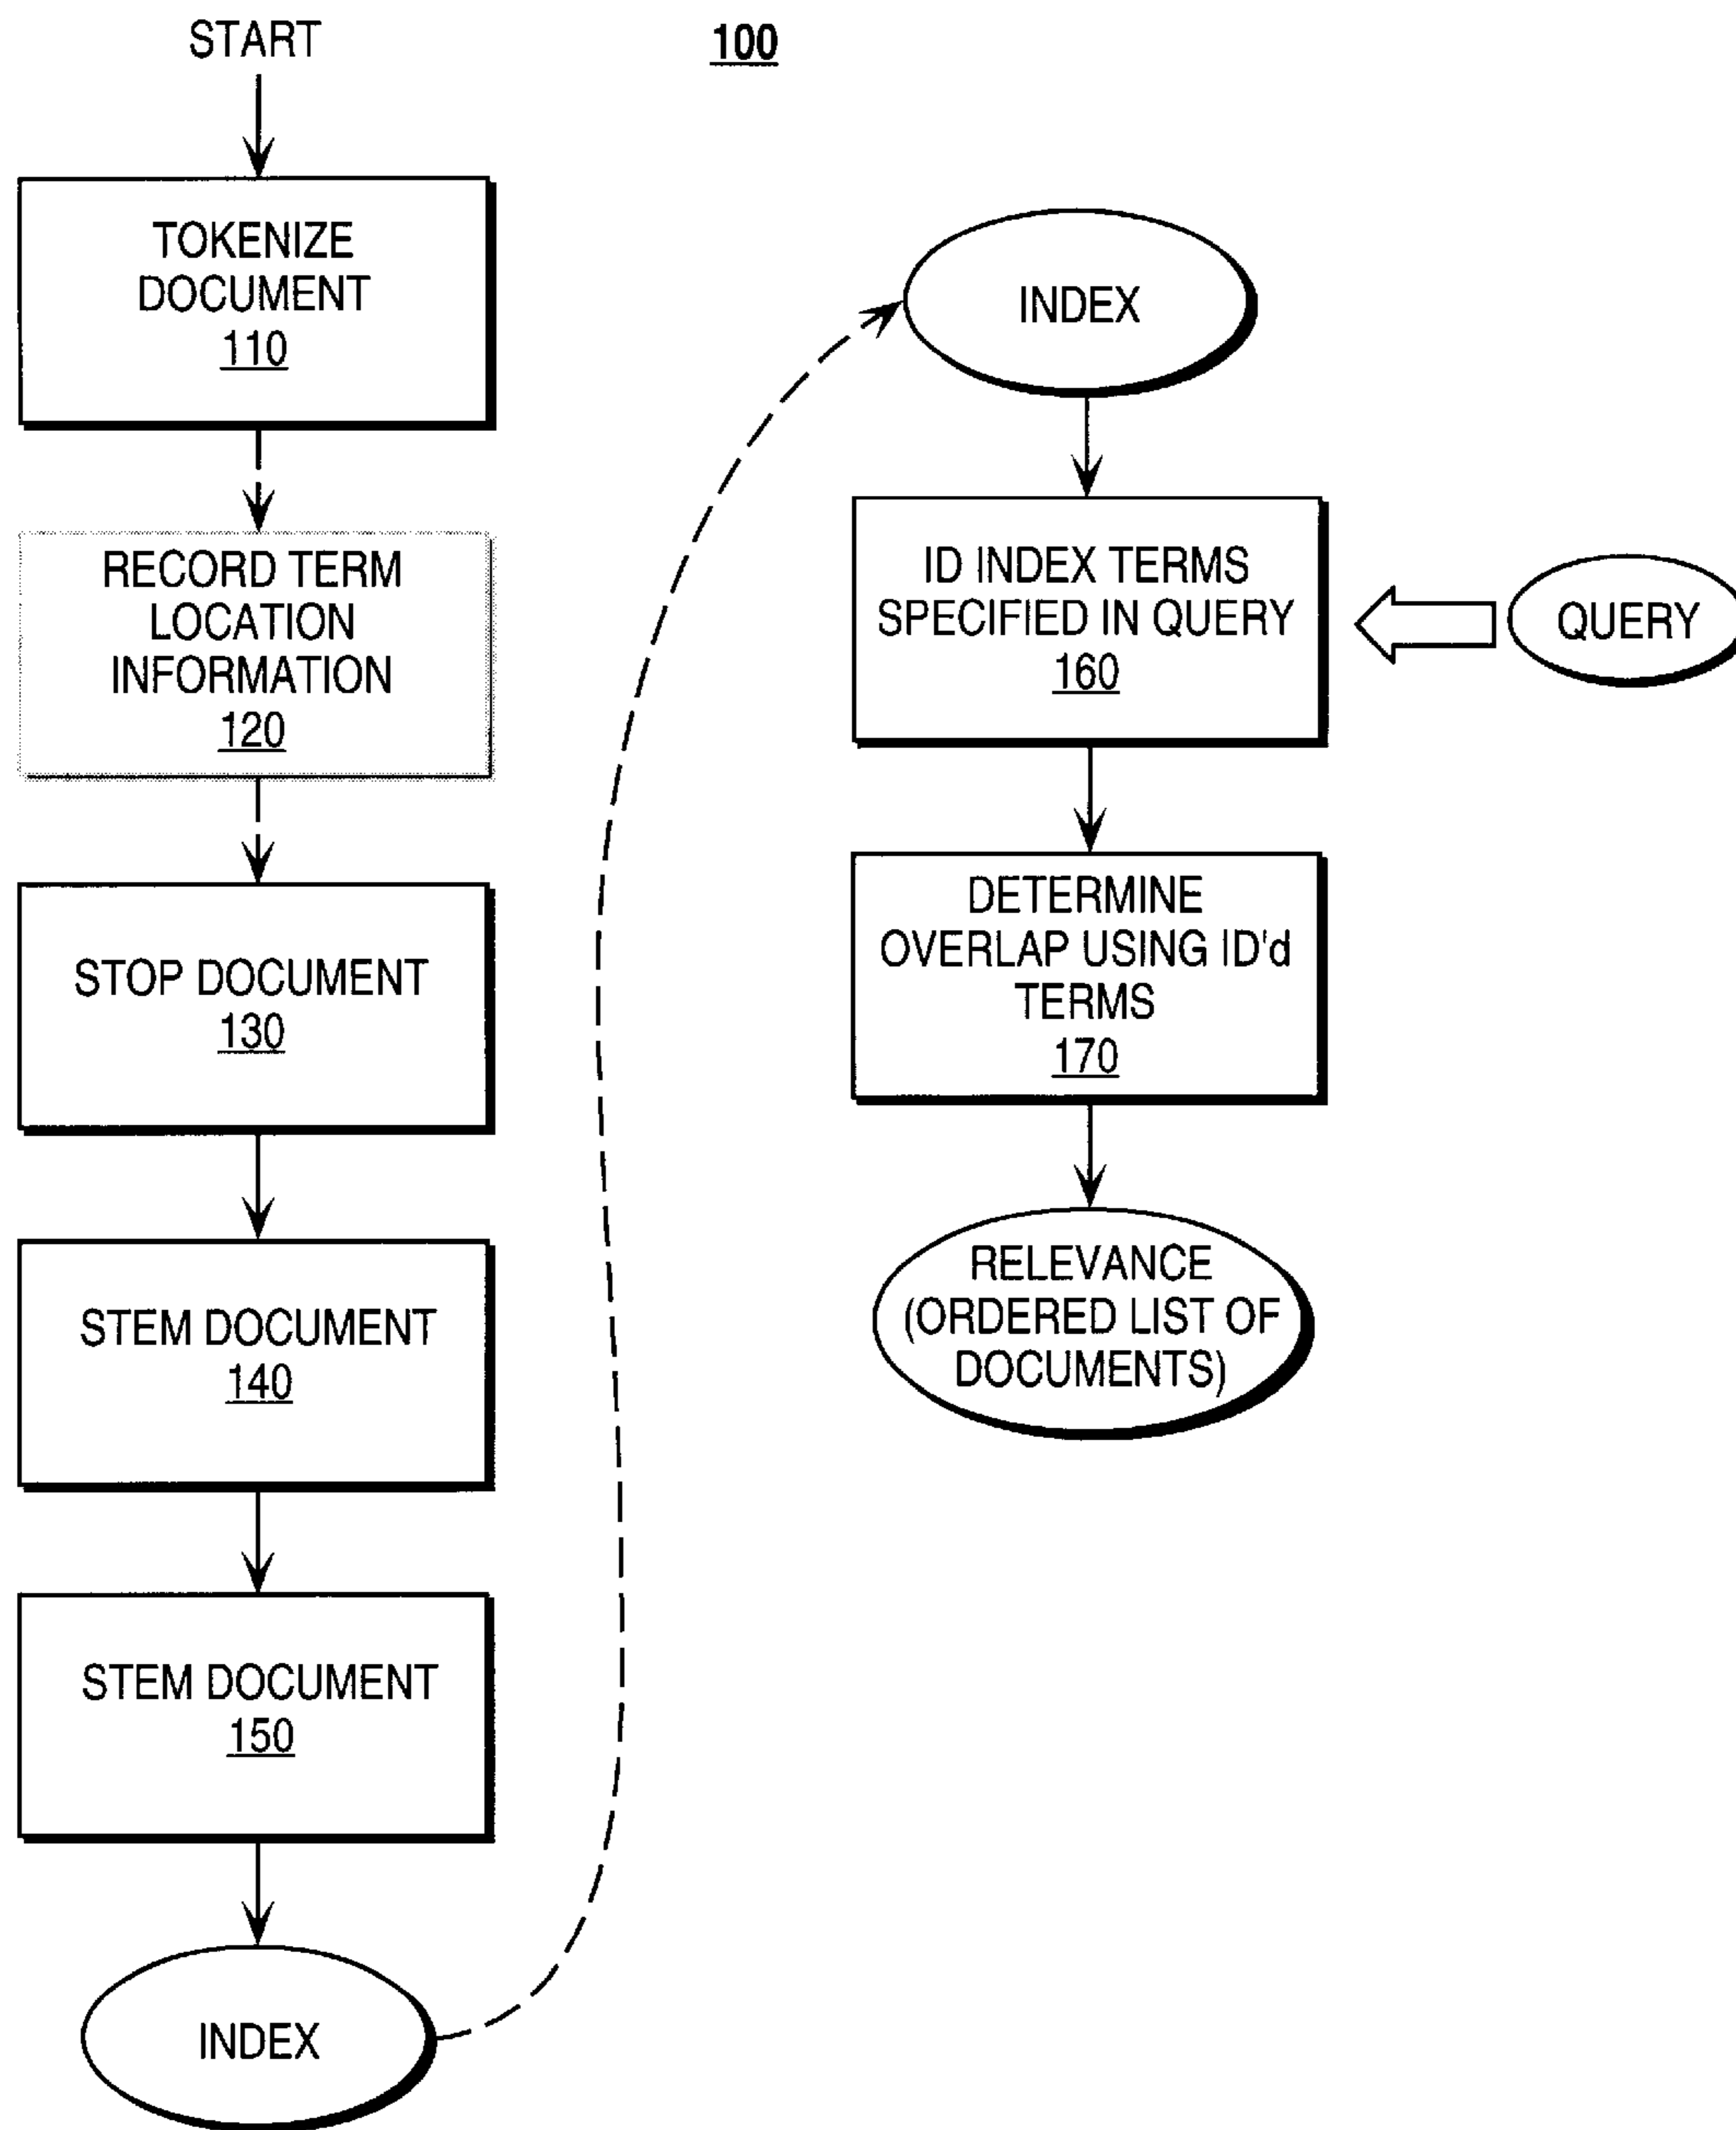 START
100
TOKENIZE
DOCUMENT
110
RECORD TERM
LOCATION
INFORMATION
120
STOP DOCUMENT
130
STEM DOCUMENT
140
STEM DOCUMENT
150
INDEX
INDEX
ID INDEX TERMS
SPECIFIED IN QUERY
160
QUERY
DETERMINE
OVERLAP USING ID'd
TERMS
170
RELEVANCE
(ORDERED LIST OF
DOCUMENTS)